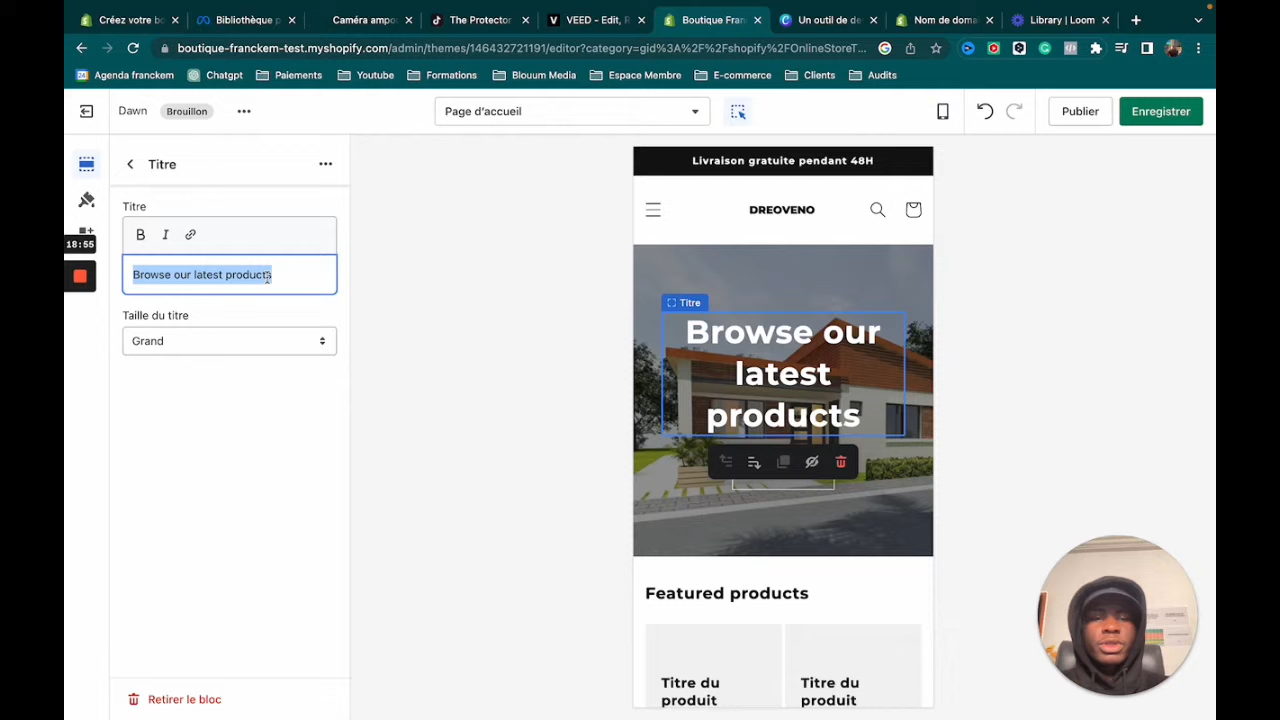 Créez votre bo
Bibliothèque p
Caméra ampou
The Protector
VEED - Edit, R
Boutique Fran
Un outil de de
Nom de doma
Library | Loom
boutique-franckem-test.myshopify.com/admin/themes/146432721191/editor?category=gid%3A%2F%2Fshopify%2FOnlineStoreT...
Agenda franckem
Chatgpt
Paiements
Youtube
Formations
Blouum Media
Espace Membre
E-commerce
Clients
Audits
Dawn
Brouillon
Page d'accueil
Publier
Enregistrer
Titre
Titre
B I
18:55
Browse our latest products
Taille du titre
Grand
Retirer le bloc
Livraison gratuite pendant 48H
DREOVENO
Titre
Browse our
latest
products
Featured products
Titre du
produit
Titre du
produit